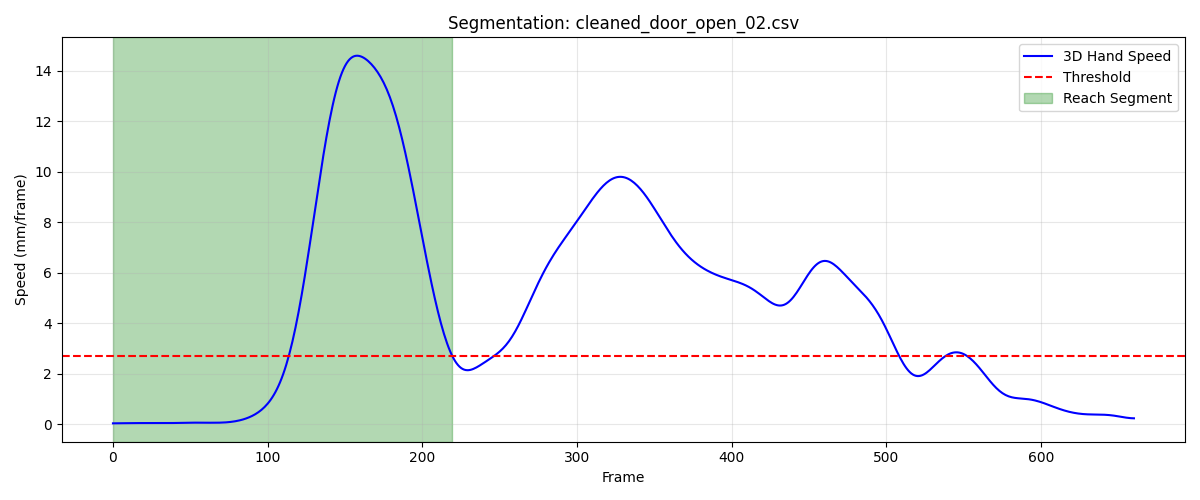 Segmentation: cleaned_door_open_02.csv
3D Hand Speed
Threshold
Reach Segment
Speed (mm/frame)
14
12
10
8
6
4
2
0
0 100 200 300 400 500 600
Frame